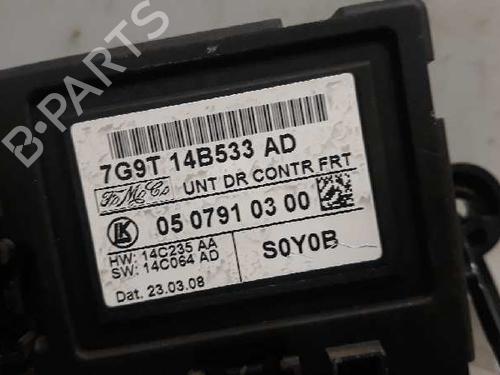 B-PARTS
7G9T 14B533 AD
FoMoCo UNT DR CONTR FRT
LK 05 0791 03 00
HW: 14C235 AA
SW: 14C064 AD
S0Y0B
Dat. 23.03.08